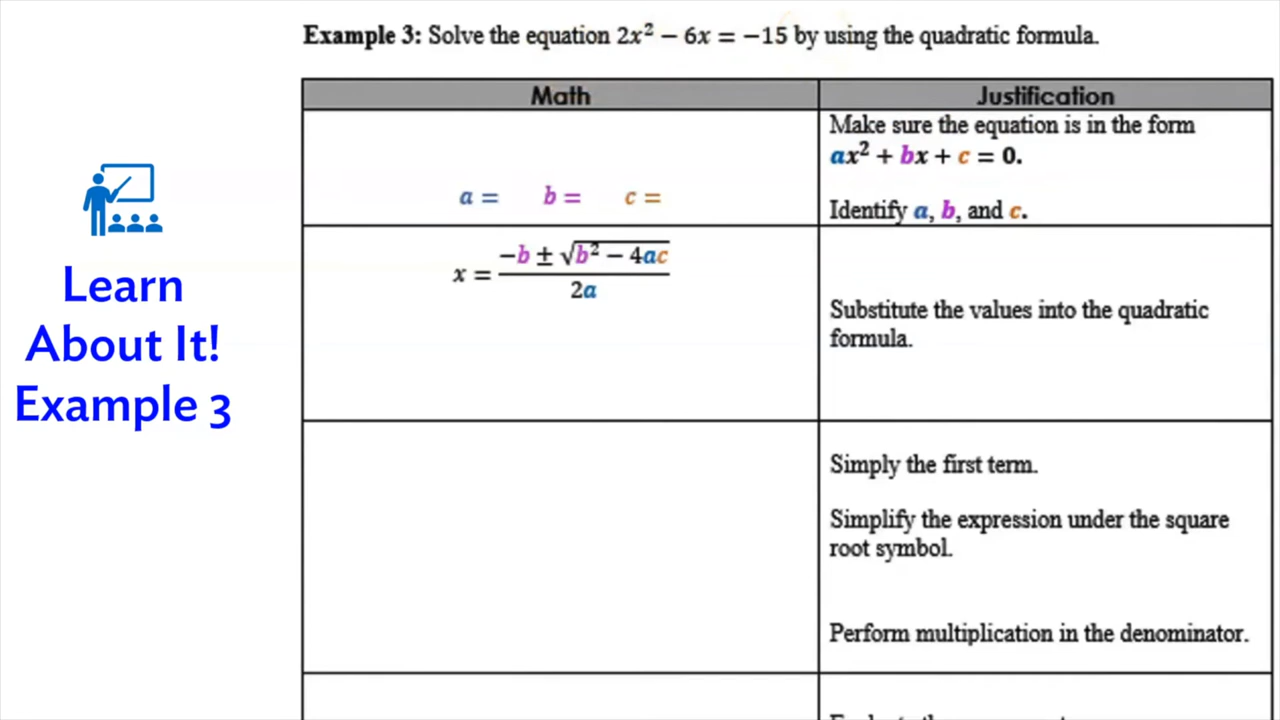 Example 3: Solve the equation 2x² − 6x = −15 by using the quadratic formula.
Math
Justification
Make sure the equation is in the form
ax² + bx + c = 0.
a = b = c =
Identify a, b, and c.
x = (−b ± √(b² − 4ac)) / 2a
Substitute the values into the quadratic
formula.
Simply the first term.
Simplify the expression under the square
root symbol.
Perform multiplication in the denominator.
Learn
About It!
Example 3